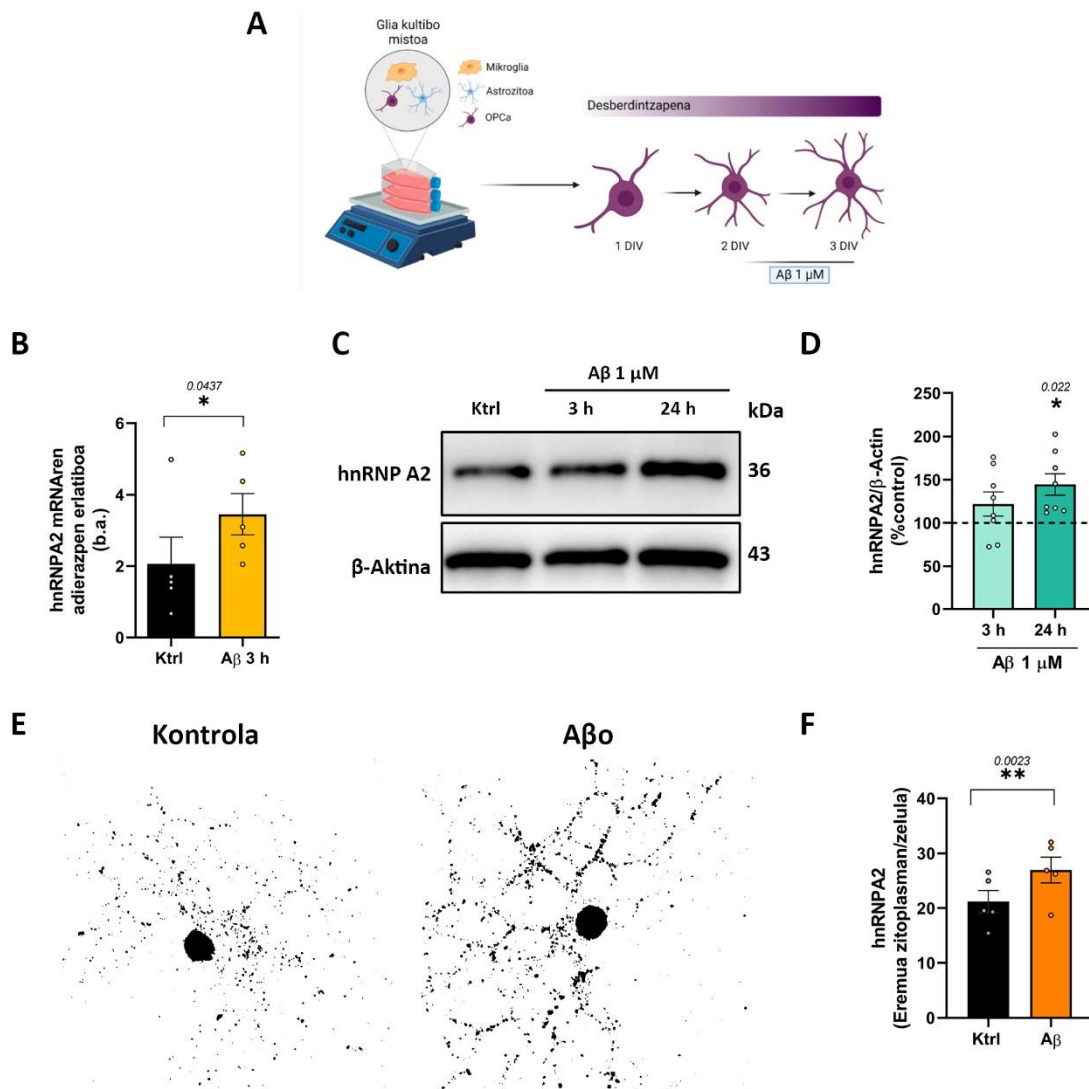 A
Glia kultibo
mistoa
Mikroglia
Astrozitoa
OPCa
Desberdintzapena
1 DIV
2 DIV
3 DIV
Aβ 1 µM
B
hnRNPA2 mRNAren
adierazpen erlatiboa
(b.a.)
0.0437
*
6
4
2
0
Ktrl
Aβ 3 h
C
Aβ 1 µM
Ktrl
3 h
24 h
kDa
hnRNP A2
36
β-Aktina
43
D
hnRNPA2/β-Actin
(%control)
0.022
*
250
200
150
100
50
0
3 h
24 h
Aβ 1 µM
E
Kontrola
Aβo
F
hnRNPA2
(Eremua zitoplasman/zelula)
0.0023
**
40
30
20
10
0
Ktrl
Aβ